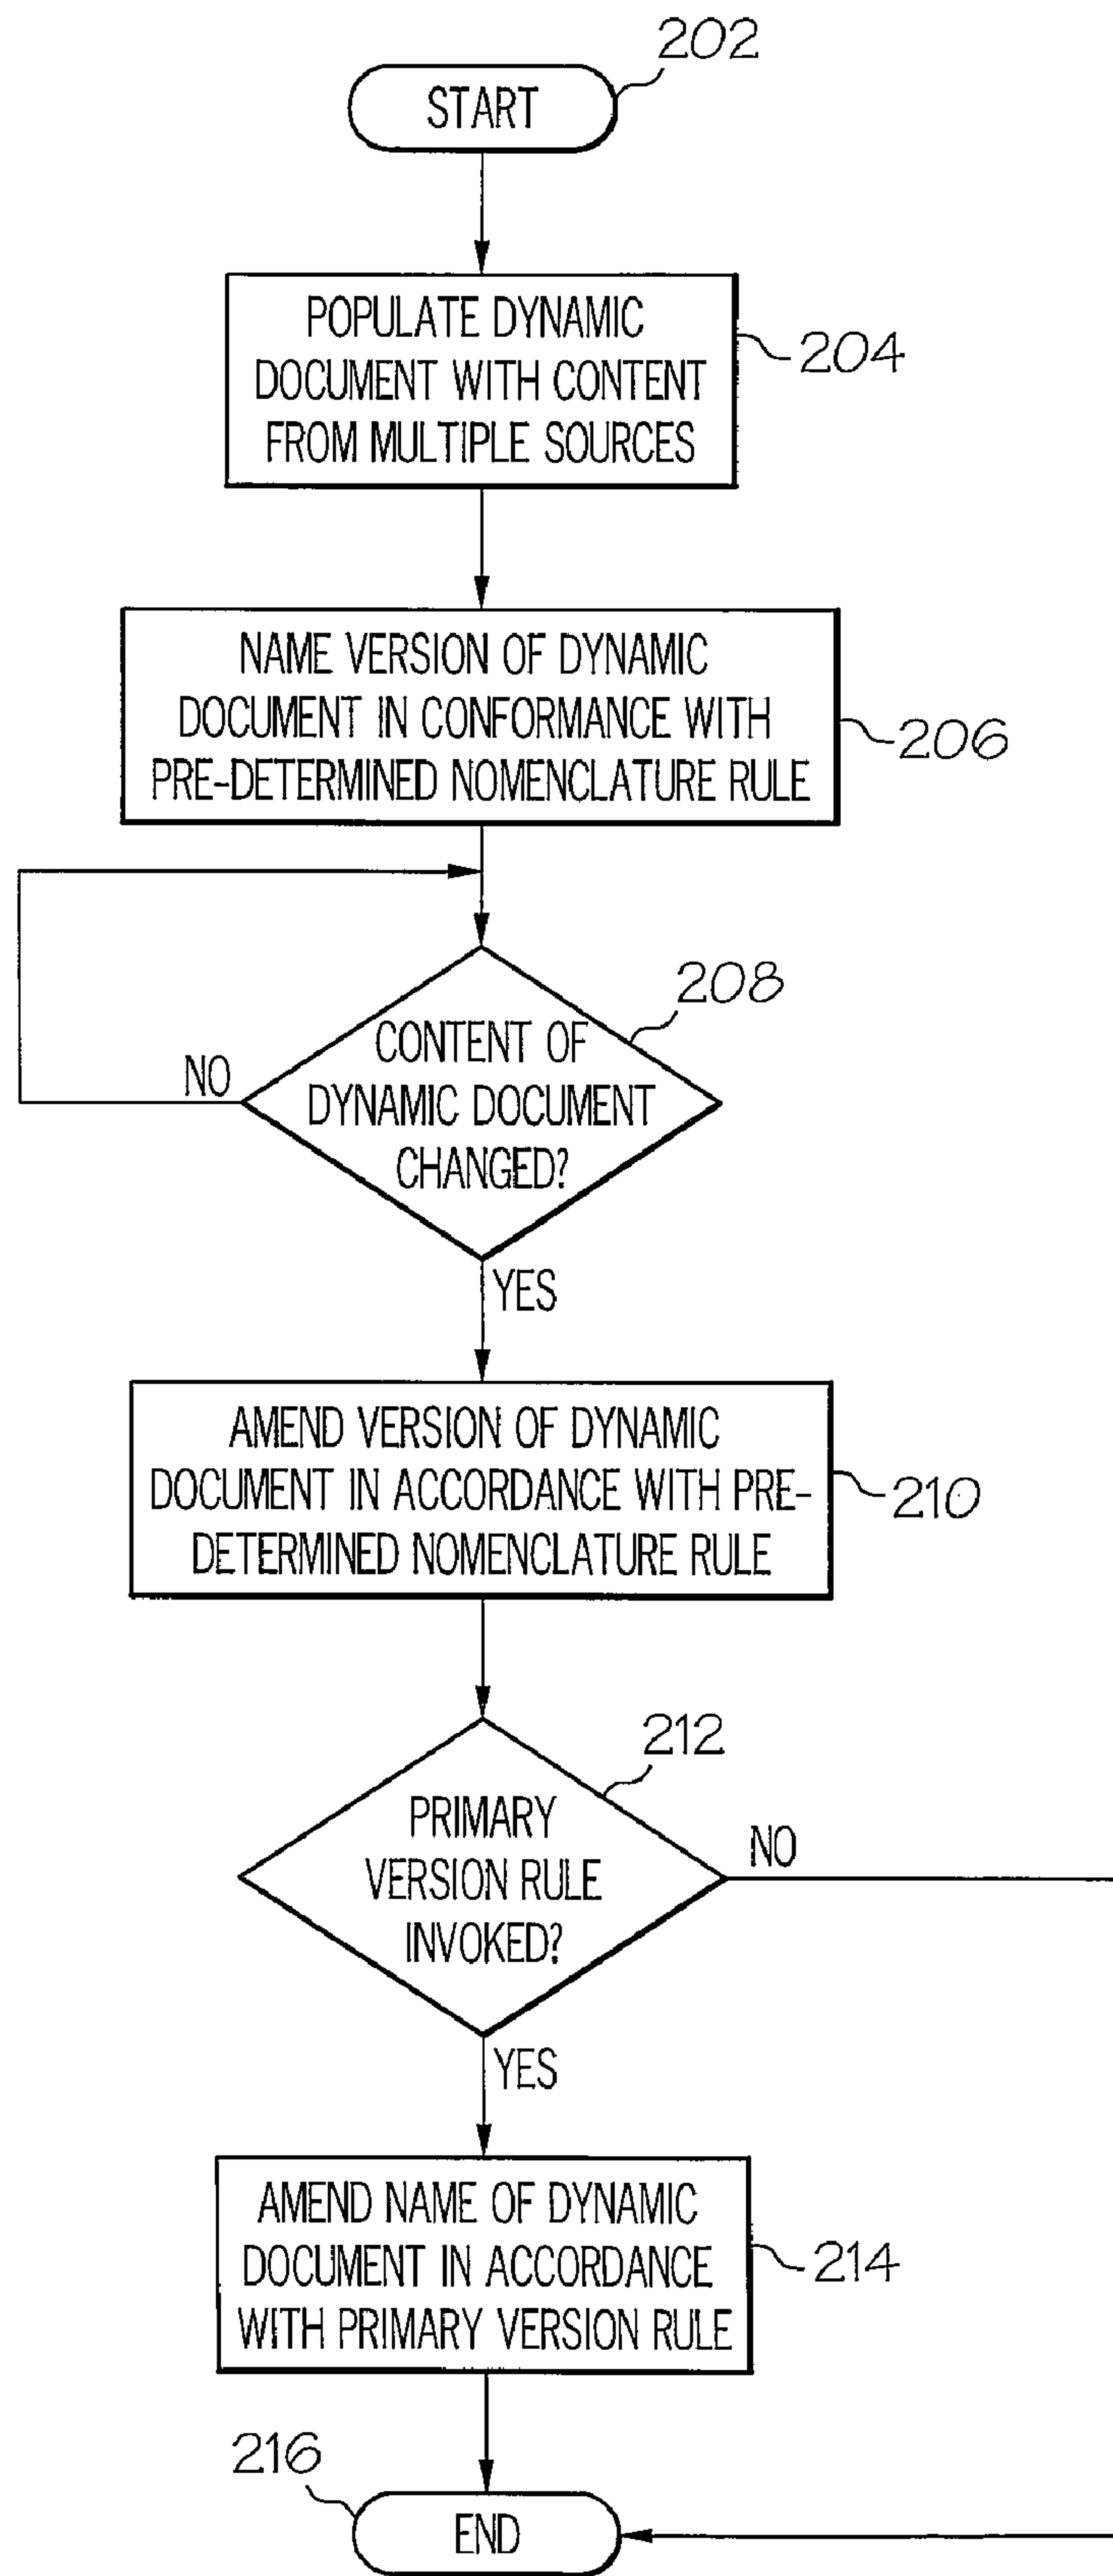 202
START
POPULATE DYNAMIC
DOCUMENT WITH CONTENT
FROM MULTIPLE SOURCES
204
NAME VERSION OF DYNAMIC
DOCUMENT IN CONFORMANCE WITH
PRE-DETERMINED NOMENCLATURE RULE
206
208
CONTENT OF
DYNAMIC DOCUMENT
CHANGED?
NO
YES
AMEND VERSION OF DYNAMIC
DOCUMENT IN ACCORDANCE WITH PRE-
DETERMINED NOMENCLATURE RULE
210
212
PRIMARY
VERSION RULE
INVOKED?
NO
YES
AMEND NAME OF DYNAMIC
DOCUMENT IN ACCORDANCE
WITH PRIMARY VERSION RULE
214
216
END